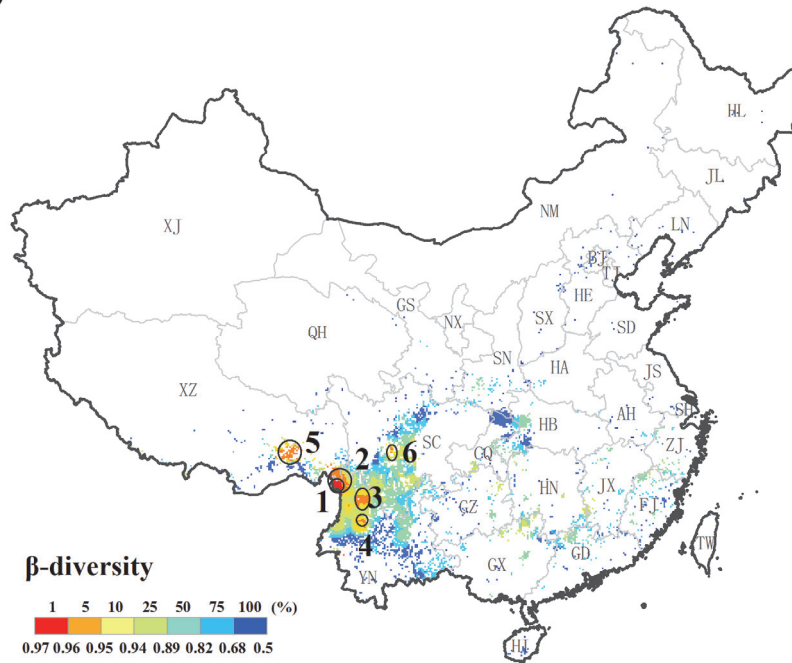 HL
JL
NM
LN
XJ
BJ
TJ
HE
GS
NX
SX
SD
QH
SN
HA
JS
XZ
AH
SH
HB
SC
ZJ
5
6
CQ
2
HN
JX
1
3
GZ
FJ
4
TW
GD
GX
YN
β-diversity
1 5 10 25 50 75 100 (%)
0.97 0.96 0.95 0.94 0.89 0.82 0.68 0.5
HI